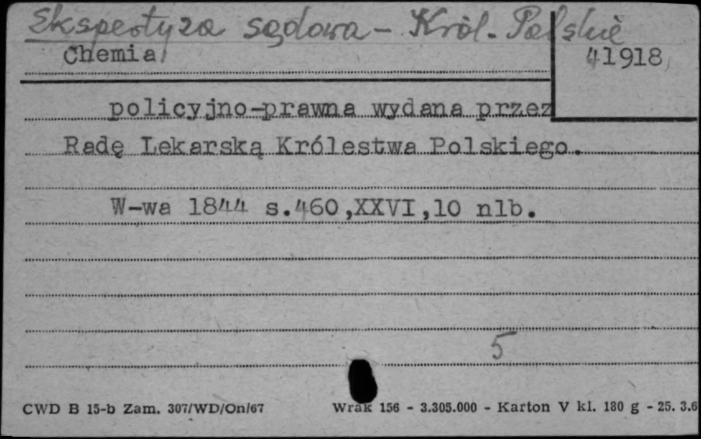 Ekspertyza sądowa - Król. Polskie
Chemia
41918
policyjno-prawna wydana przez
Radę Lekarską Królestwa Polskiego.
W-wa 1844 s.460,XXVI,10 nlb.
5
CWD B 15-b Zam. 307/WD/On/67 Wrak 156 - 3.305.000 - Karton V kl. 180 g - 25. 3.6